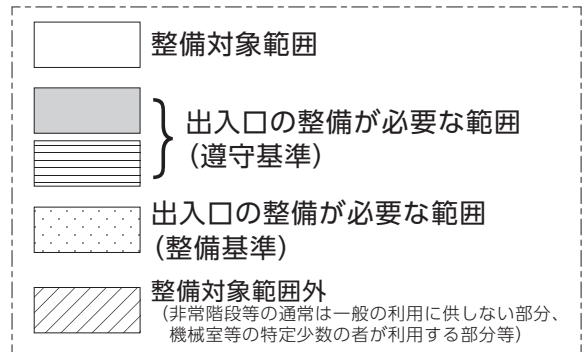 整備対象範囲
出入口の整備が必要な範囲
(遵守基準)
出入口の整備が必要な範囲
(整備基準)
整備対象範囲外
（非常階段等の通常は一般の利用に供しない部分、
機械室等の特定少数の者が利用する部分等）